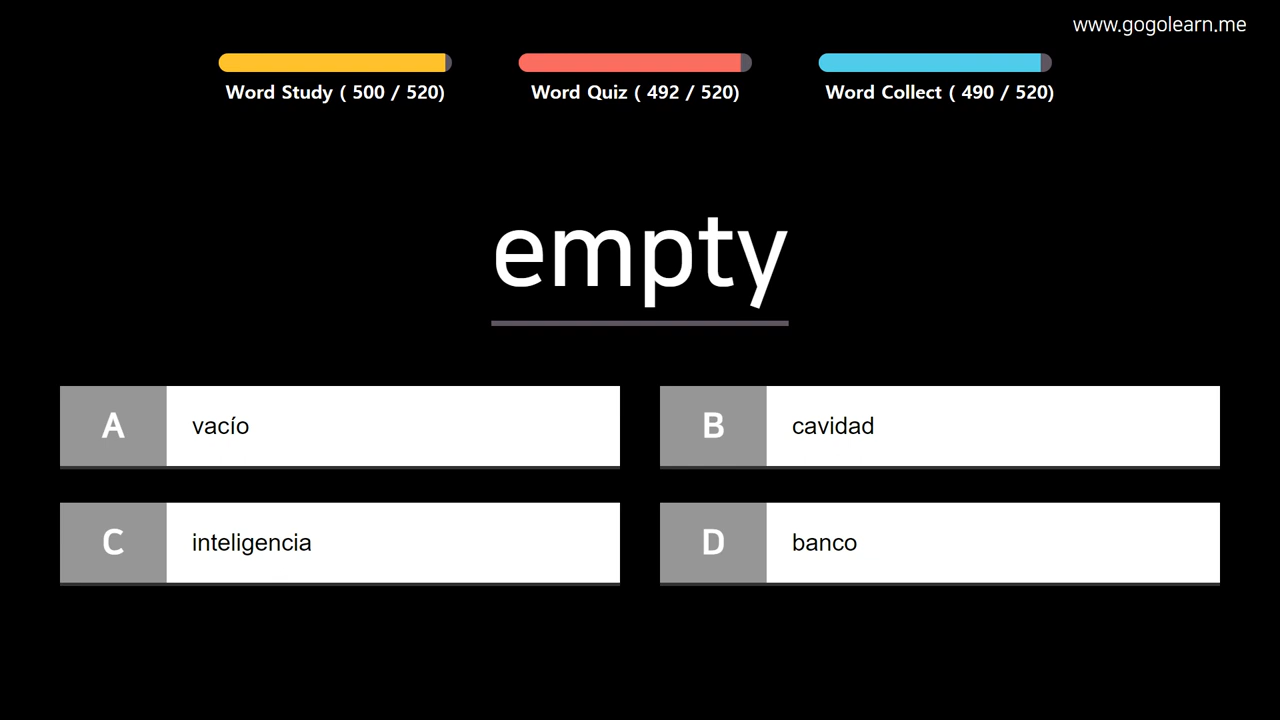 www.gogolearn.me
Word Study ( 500 / 520)
Word Quiz ( 492 / 520)
Word Collect ( 490 / 520)
empty
A
vacío
B
cavidad
C
inteligencia
D
banco